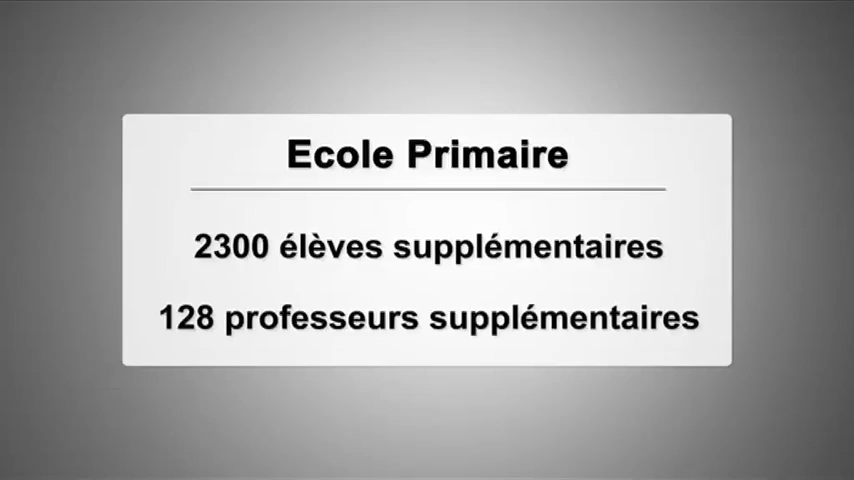 Ecole Primaire
2300 élèves supplémentaires
128 professeurs supplémentaires